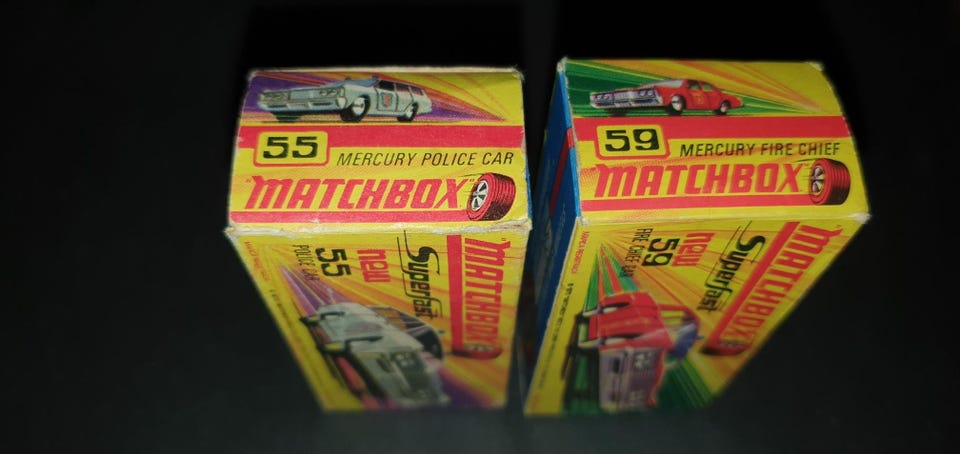 55
MERCURY POLICE CAR
"MATCHBOX"
59
MERCURY FIRE CHIEF
"MATCHBOX"
"MATCHBOX"
Superfast
new
55
POLICE CAR
"MATCHBOX"
Superfast
new
59
FIRE CHIEF CAR